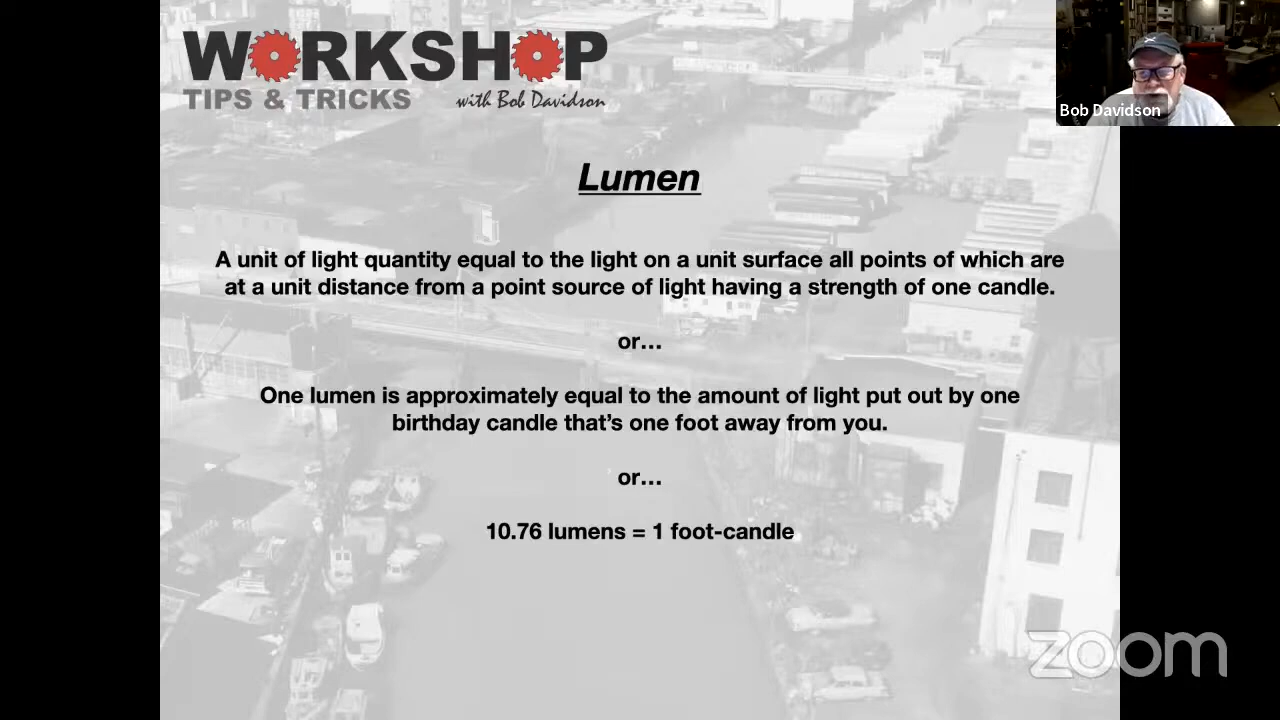 WORKSHOP
TIPS & TRICKS with Bob Davidson
Bob Davidson
Lumen
A unit of light quantity equal to the light on a unit surface all points of which are
at a unit distance from a point source of light having a strength of one candle.
or...
One lumen is approximately equal to the amount of light put out by one
birthday candle that’s one foot away from you.
or...
10.76 lumens = 1 foot-candle
zoom